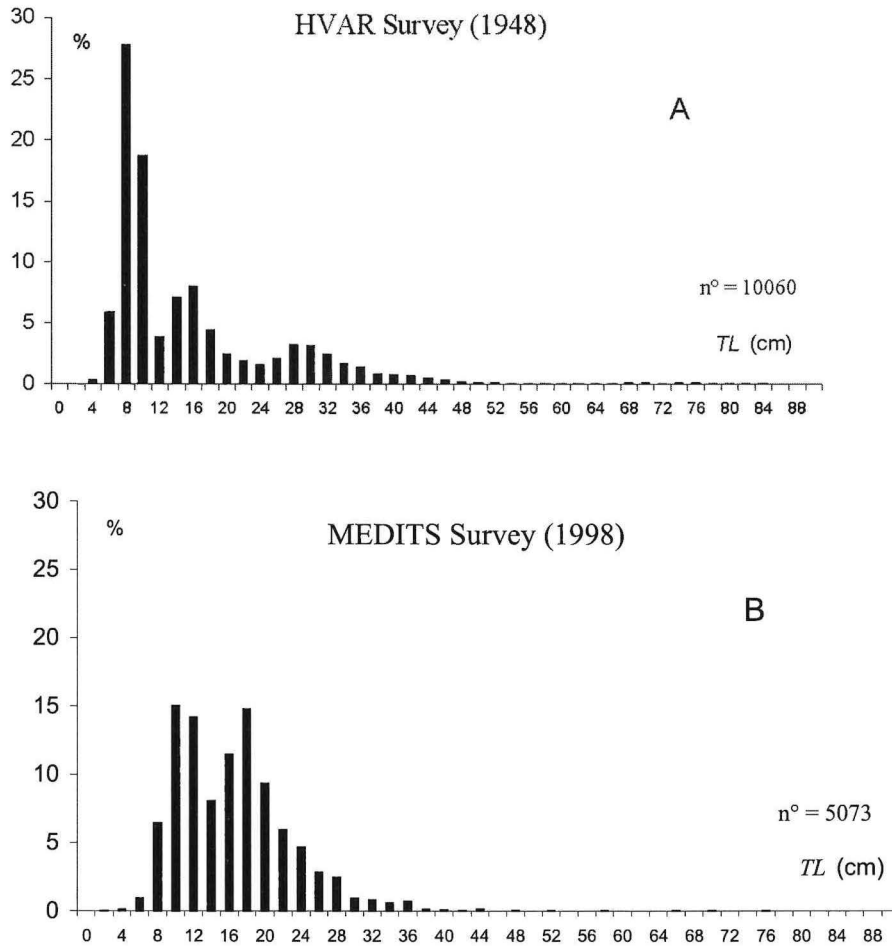 HVAR Survey (1948)
%
A
30
25
20
15
10
5
0
n° = 10060
TL (cm)
0 4 8 12 16 20 24 28 32 36 40 44 48 52 56 60 64 68 72 76 80 84 88
MEDITS Survey (1998)
%
B
30
25
20
15
10
5
0
n° = 5073
TL (cm)
0 4 8 12 16 20 24 28 32 36 40 44 48 52 56 60 64 68 72 76 80 84 88